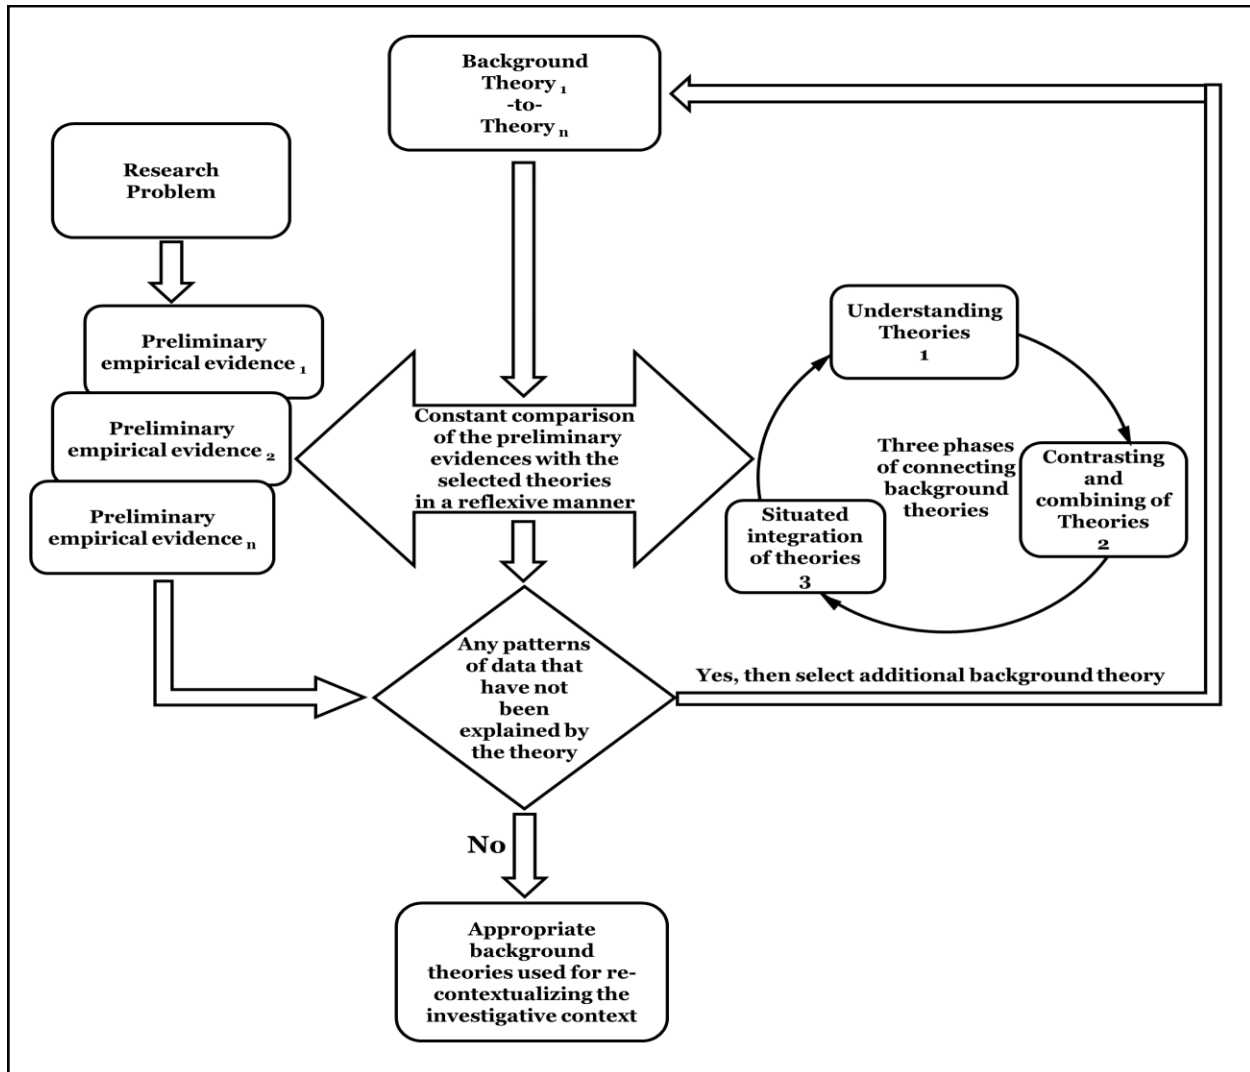 Background
Theory 1
-to-
Theory n
Research
Problem
Preliminary
empirical evidence 1
Preliminary
empirical evidence 2
Preliminary
empirical evidence n
Constant comparison
of the preliminary
evidences with the
selected theories
in a reflexive manner
Understanding
Theories
1
Three phases
of connecting
background
theories
Contrasting
and
combining of
Theories
2
Situated
integration
of theories
3
Any patterns
of data that
have not
been
explained by
the theory
Yes, then select additional background theory
No
Appropriate
background
theories used for re-
contextualizing the
investigative context